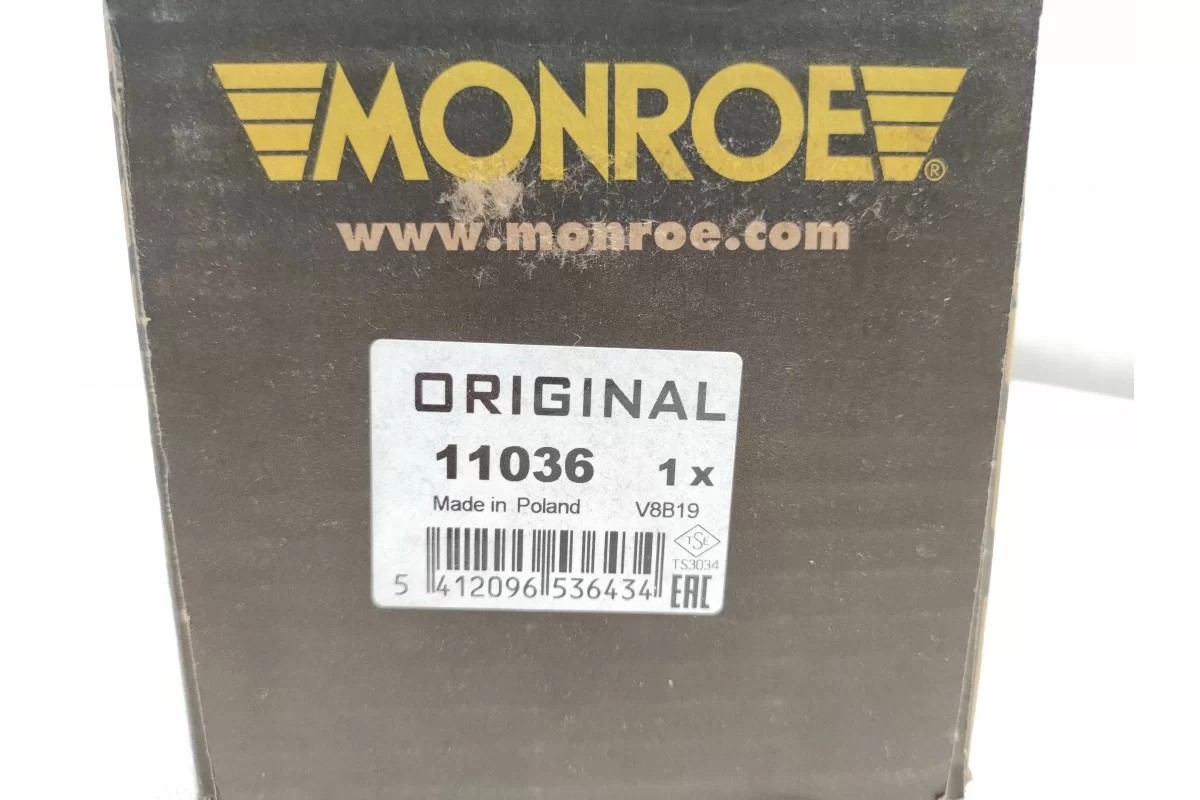 MONROE®
www.monroe.com
ORIGINAL
11036 1 x
Made in Poland V8B19
TSE
TS3034
5 412096 536434
EAC